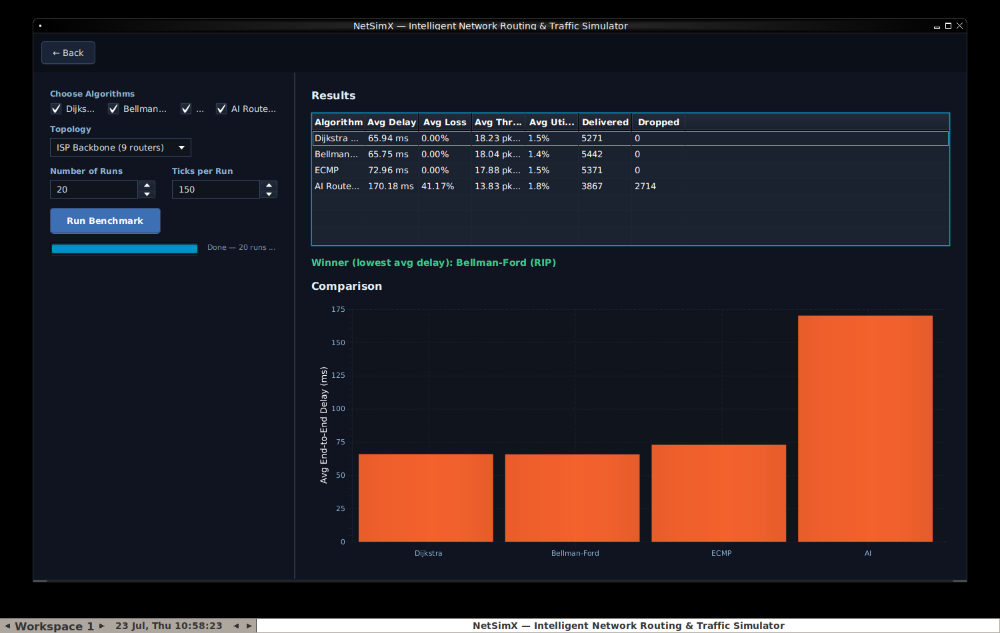 NetSimX — Intelligent Network Routing & Traffic Simulator
← Back
Choose Algorithms
Dijks... Bellman... ... AI Route...
Topology
ISP Backbone (9 routers)
Number of Runs Ticks per Run
20 150
Run Benchmark
Done — 20 runs ...
Results
Algorithm Avg Delay Avg Loss Avg Thr... Avg Uti... Delivered Dropped
Dijkstra ... 65.94 ms 0.00% 18.23 pk... 1.5% 5271 0
Bellman... 65.75 ms 0.00% 18.04 pk... 1.4% 5442 0
ECMP 72.96 ms 0.00% 17.88 pk... 1.5% 5371 0
AI Route... 170.18 ms 41.17% 13.83 pk... 1.8% 3867 2714
Winner (lowest avg delay): Bellman-Ford (RIP)
Comparison
Avg End-to-End Delay (ms)
175
150
125
100
75
50
25
0
Dijkstra Bellman-Ford ECMP AI
Workspace 1 23 Jul, Thu 10:58:23 NetSimX — Intelligent Network Routing & Traffic Simulator